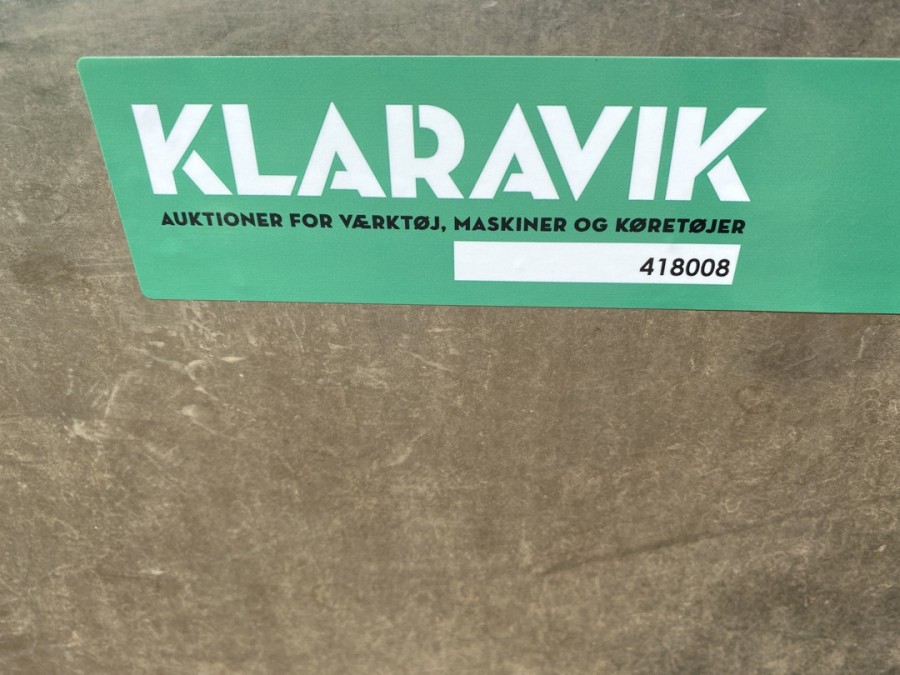 KLARAVIK
AUKTIONER FOR VÆRKTØJ, MASKINER OG KØRETØJER
418008